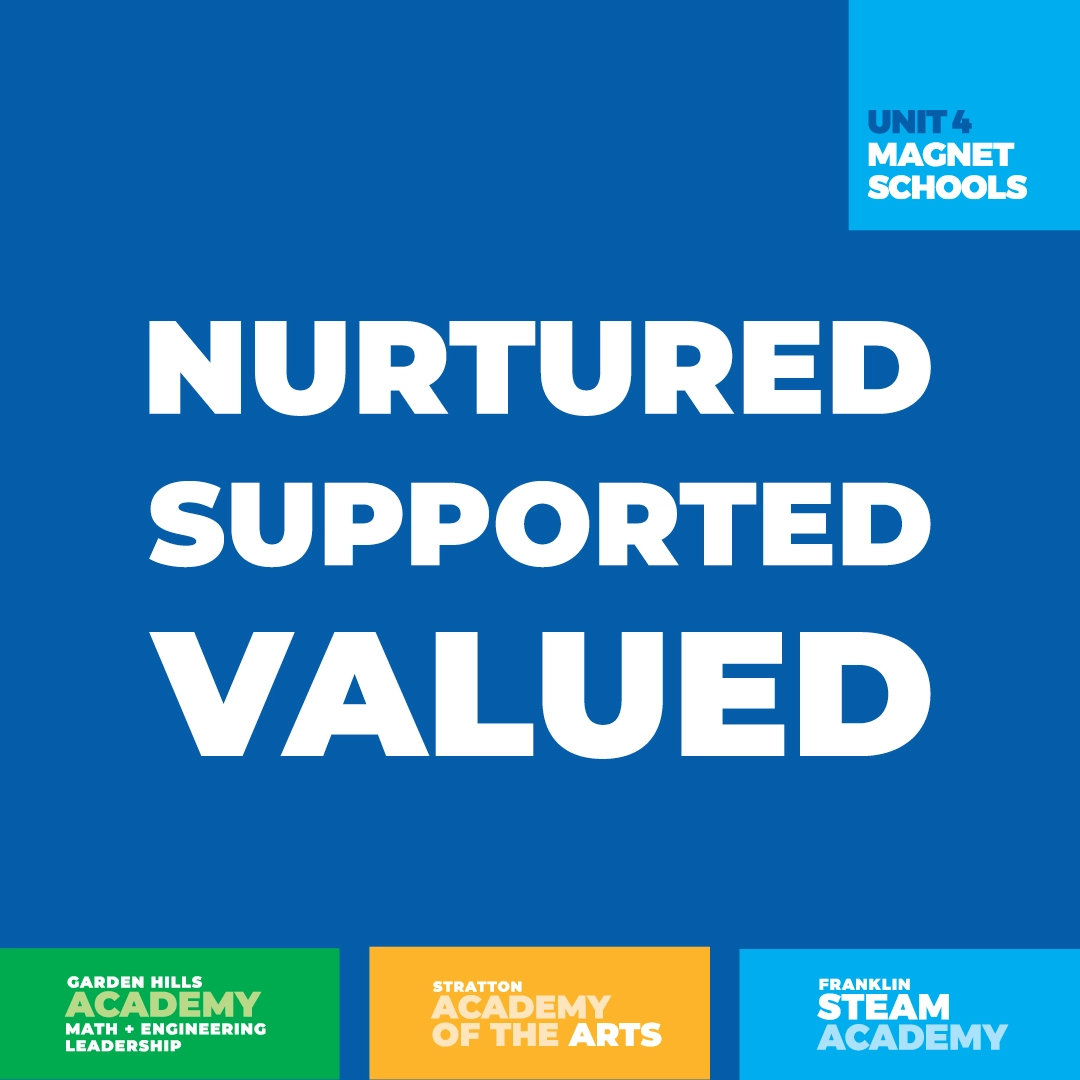 UNIT 4
MAGNET
SCHOOLS
NURTURED
SUPPORTED
VALUED
GARDEN HILLS
ACADEMY
MATH + ENGINEERING
LEADERSHIP
STRATTON
ACADEMY
OF THE ARTS
FRANKLIN
STEAM
ACADEMY